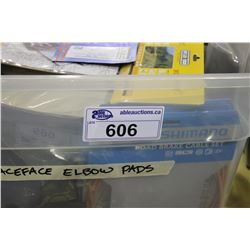 ableauctions.ca
606
SHIMANO
ROAD BRAKE CABLE SET
ACEFACE ELBOW PADS